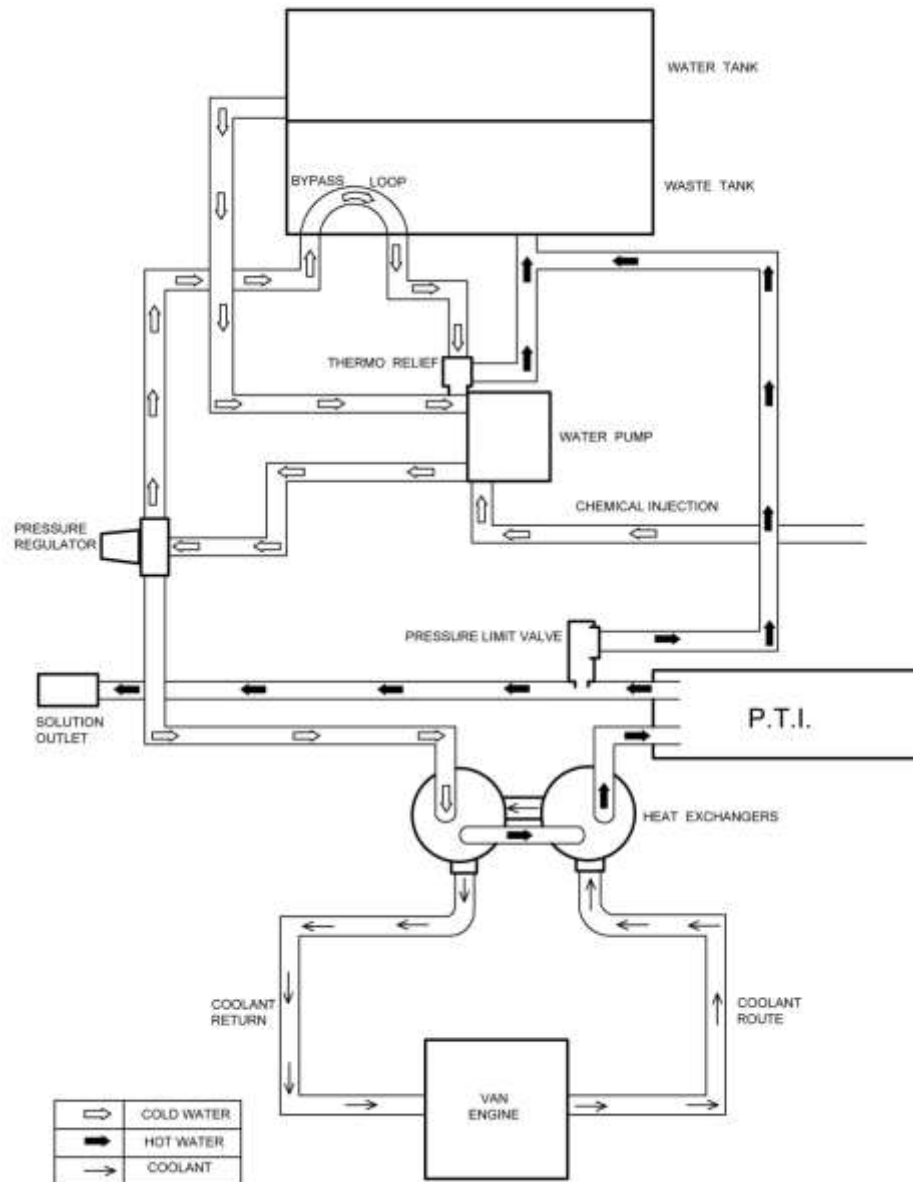 WATER TANK
WASTE TANK
BYPASS LOOP
THERMO RELIEF
WATER PUMP
CHEMICAL INJECTION
PRESSURE
REGULATOR
PRESSURE LIMIT VALVE
SOLUTION
OUTLET
P.T.I.
HEAT EXCHANGERS
COOLANT
RETURN
COOLANT
ROUTE
VAN
ENGINE
COLD WATER
HOT WATER
COOLANT